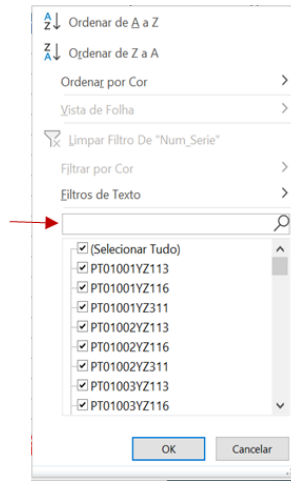 Ordenar de A a Z
Ordenar de Z a A
Ordenar por Cor
Vista de Folha
Limpar Filtro De "Num_Serie"
Filtrar por Cor
Filtros de Texto
(Selecionar Tudo)
PT01001YZ113
PT01001YZ116
PT01001YZ311
PT01002YZ113
PT01002YZ116
PT01002YZ311
PT01003YZ113
PT01003YZ116
OK Cancelar